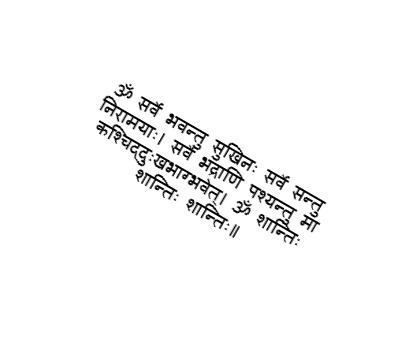 ॐ सर्वे भवन्तु सुखिनः सर्वे सन्तु
निरामयाः। सर्वे भद्राणि पश्यन्तु मा
कश्चिद्दुःखभाग्भवेत्। ॐ शान्तिः
शान्तिः शान्तिः॥